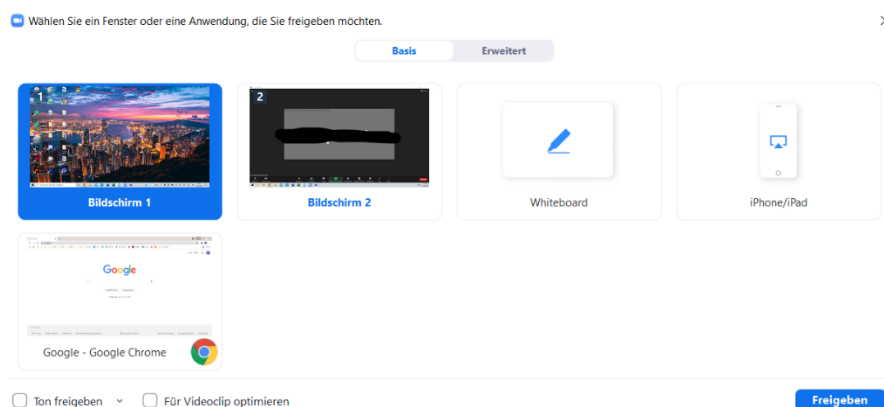 Wählen Sie ein Fenster oder eine Anwendung, die Sie freigeben möchten.
Basis Erweitert
1
2
Bildschirm 1 Bildschirm 2 Whiteboard iPhone/iPad
Google
Google - Google Chrome
Ton freigeben Für Videoclip optimieren Freigeben